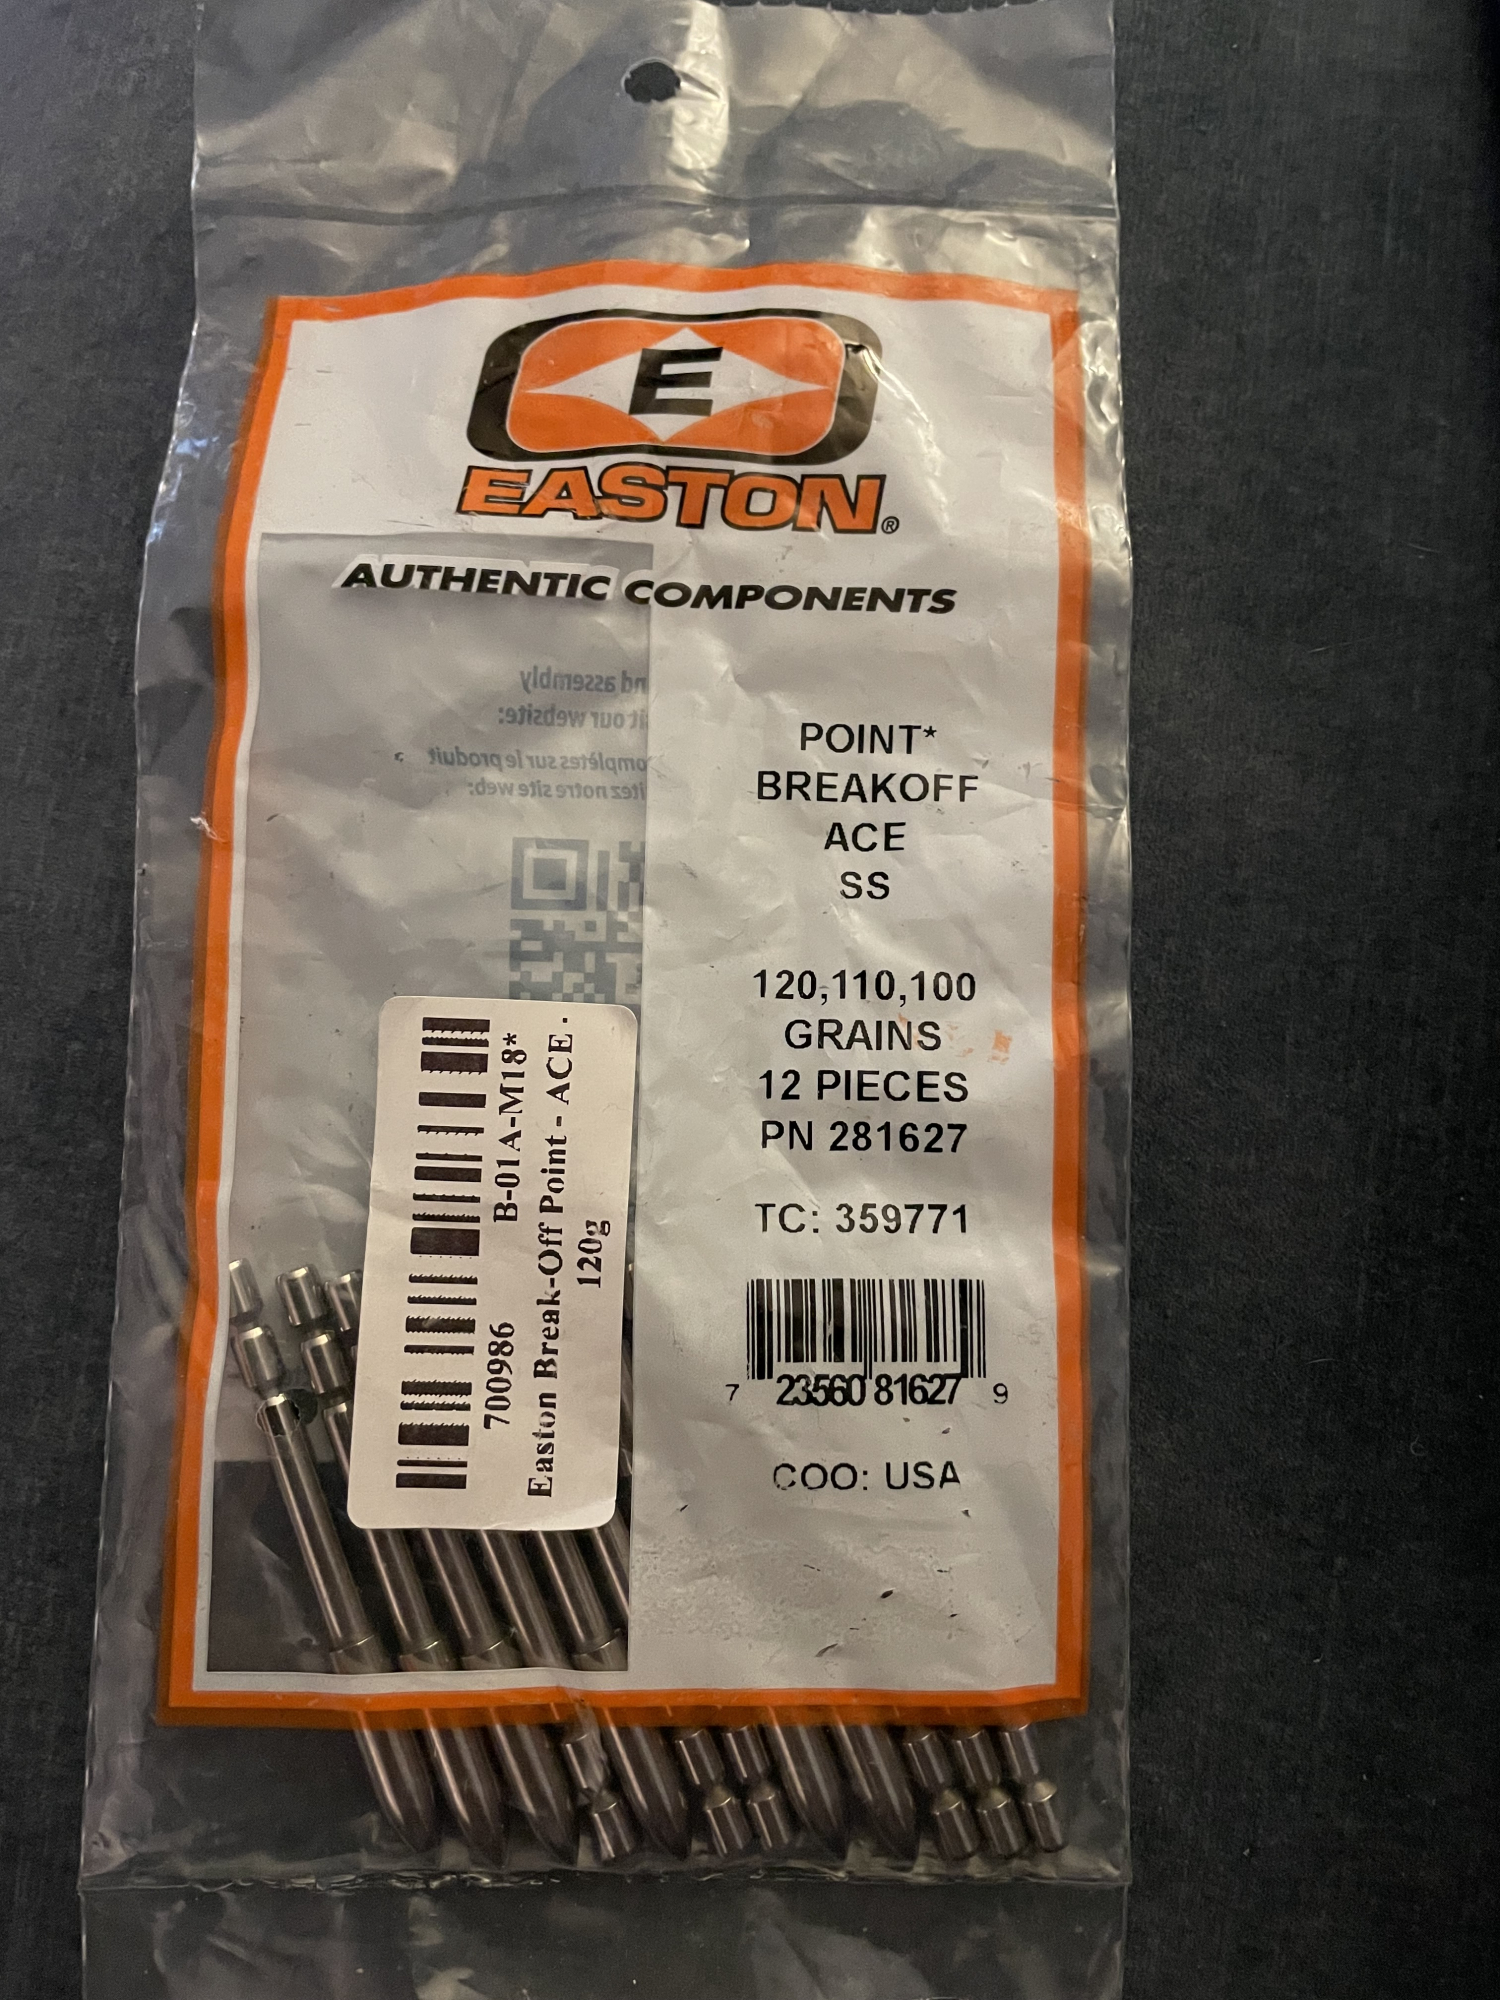 E
EASTON®
AUTHENTIC COMPONENTS
nd assembly
it our website:
omplètes sur le produit
itez notre site web:
POINT*
BREAKOFF
ACE
SS
120,110,100
GRAINS
12 PIECES
PN 281627
TC: 359771
7 23560 81627 9
COO: USA
700986 B-01A-M18*
Easton Break-Off Point - ACE .
120g